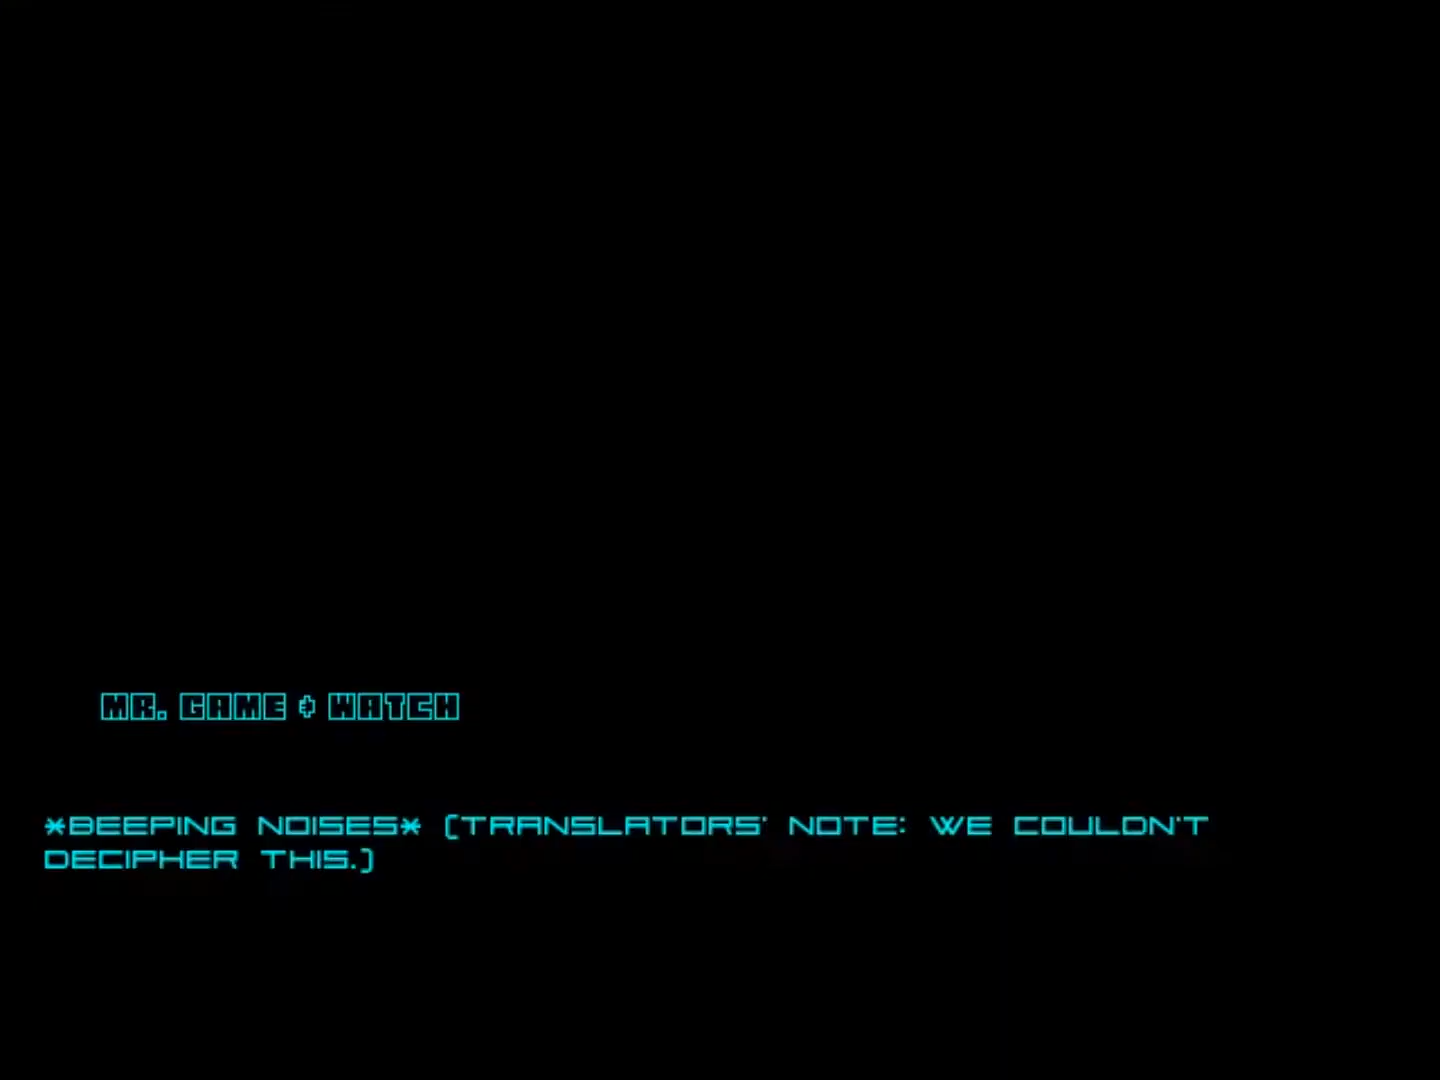 MR. GAME & WATCH
*BEEPING NOISES* (TRANSLATORS' NOTE: WE COULDN'T
DECIPHER THIS.)